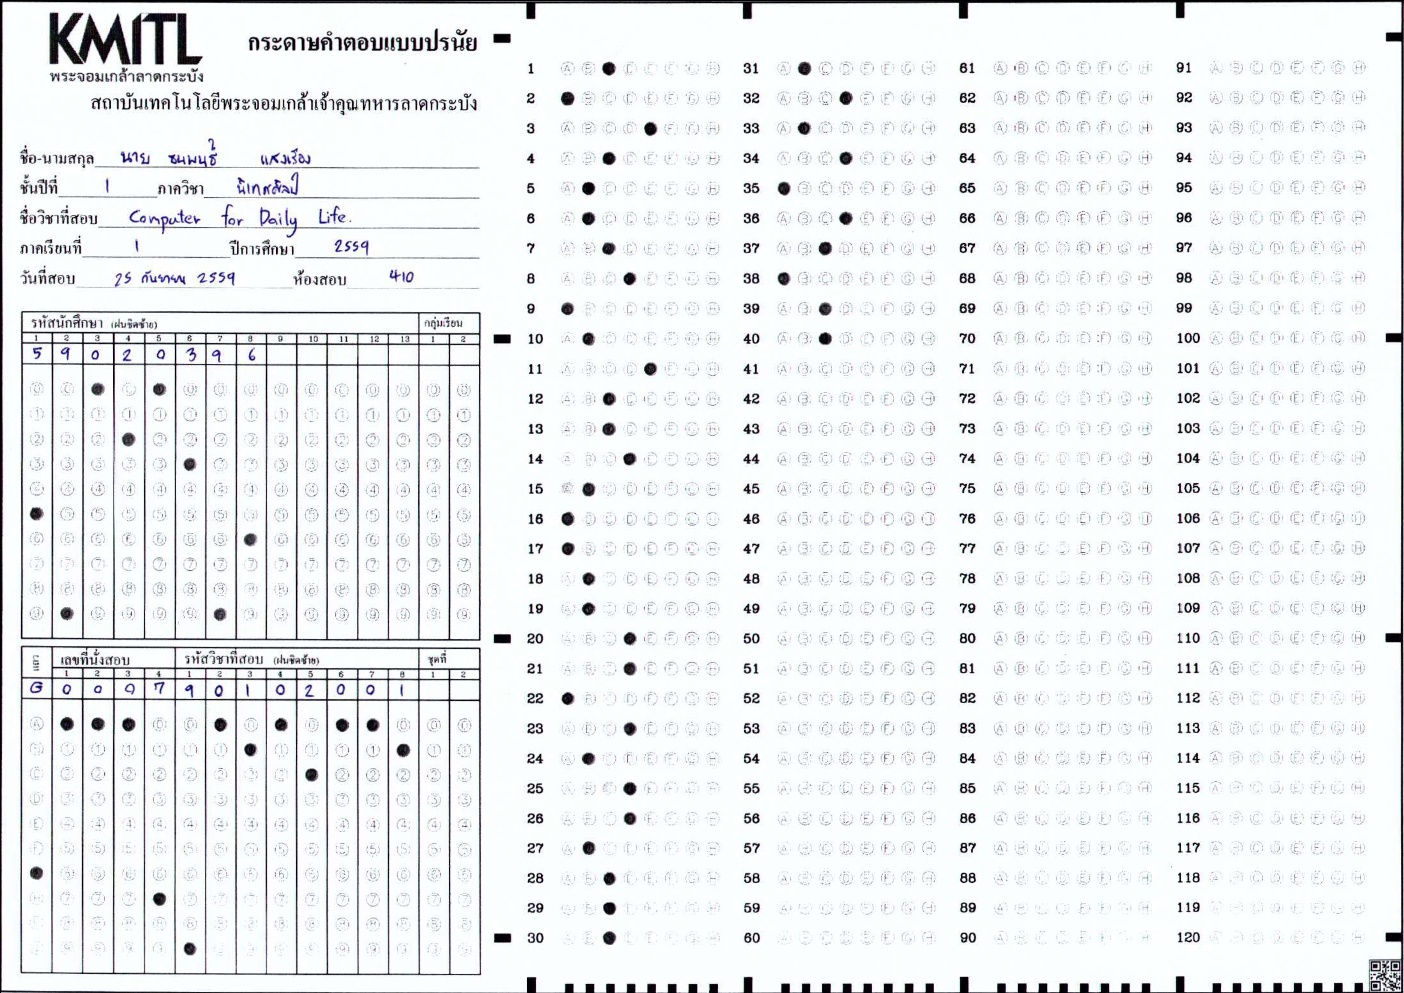 KMITL
พระจอมเกล้าลาดกระบัง
กระดาษคำตอบแบบปรนัย
สถาบันเทคโนโลยีพระจอมเกล้าเจ้าคุณทหารลาดกระบัง
ชื่อ-นามสกุล นาย
ชั้นปีที่ 1 ภาควิชา นิเทศศิลป์
ชื่อวิชาที่สอบ Computer for Daily Life.
ภาคเรียนที่ 1 ปีการศึกษา 2559
วันที่สอบ 25 กันยายน 2559 ห้องสอบ 410
รหัสนักศึกษา (ฝนชิดซ้าย) กลุ่มเรียน
1 2 3 4 5 6 7 8 9 10 11 12 13 1 2
5 9 0 2 0 3 9 6
แถว เลขที่นั่งสอบ รหัสวิชาที่สอบ (ฝนชิดซ้าย) ชุดที่
1 2 3 4 1 2 3 4 5 6 7 8 1 2
G 0 0 0 7 9 0 1 0 2 0 0 1
1 31 61 91
2 32 62 92
3 33 63 93
4 34 64 94
5 35 65 95
6 36 66 96
7 37 67 97
8 38 68 98
9 39 69 99
10 40 70 100
11 41 71 101
12 42 72 102
13 43 73 103
14 44 74 104
15 45 75 105
16 46 76 106
17 47 77 107
18 48 78 108
19 49 79 109
20 50 80 110
21 51 81 111
22 52 82 112
23 53 83 113
24 54 84 114
25 55 85 115
26 56 86 116
27 57 87 117
28 58 88 118
29 59 89 119
30 60 90 120